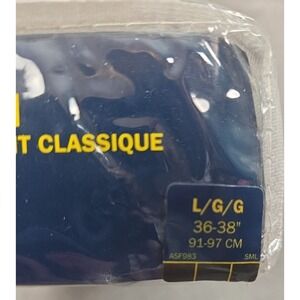 T CLASSIQUE
L/G/G
36-38"
91-97 CM
ASF983 SML